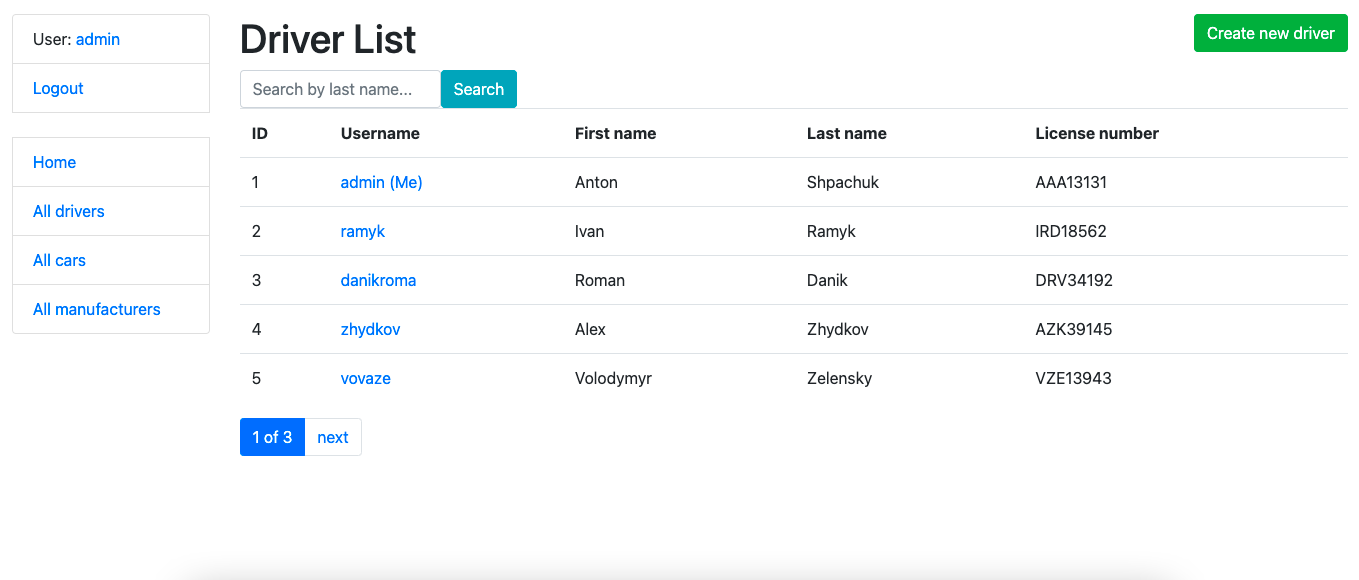 User: admin
Logout
Home
All drivers
All cars
All manufacturers
Driver List
Create new driver
Search by last name... Search
ID Username First name Last name License number
1 admin (Me) Anton Shpachuk AAA13131
2 ramyk Ivan Ramyk IRD18562
3 danikroma Roman Danik DRV34192
4 zhydkov Alex Zhydkov AZK39145
5 vovaze Volodymyr Zelensky VZE13943
1 of 3 next